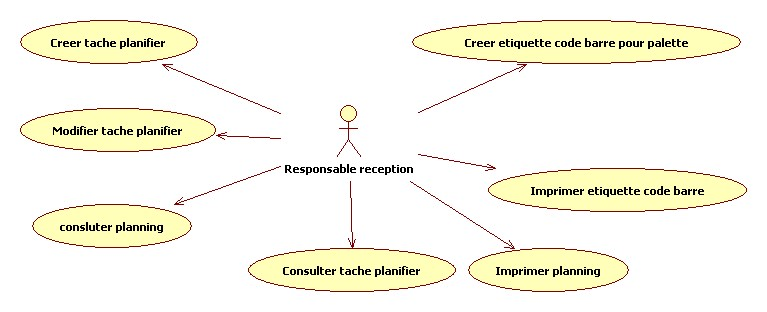 Creer tache planifier
Creer etiquette code barre pour palette
Modifier tache planifier
Responsable reception
Imprimer etiquette code barre
consluter planning
Consulter tache planifier
Imprimer planning